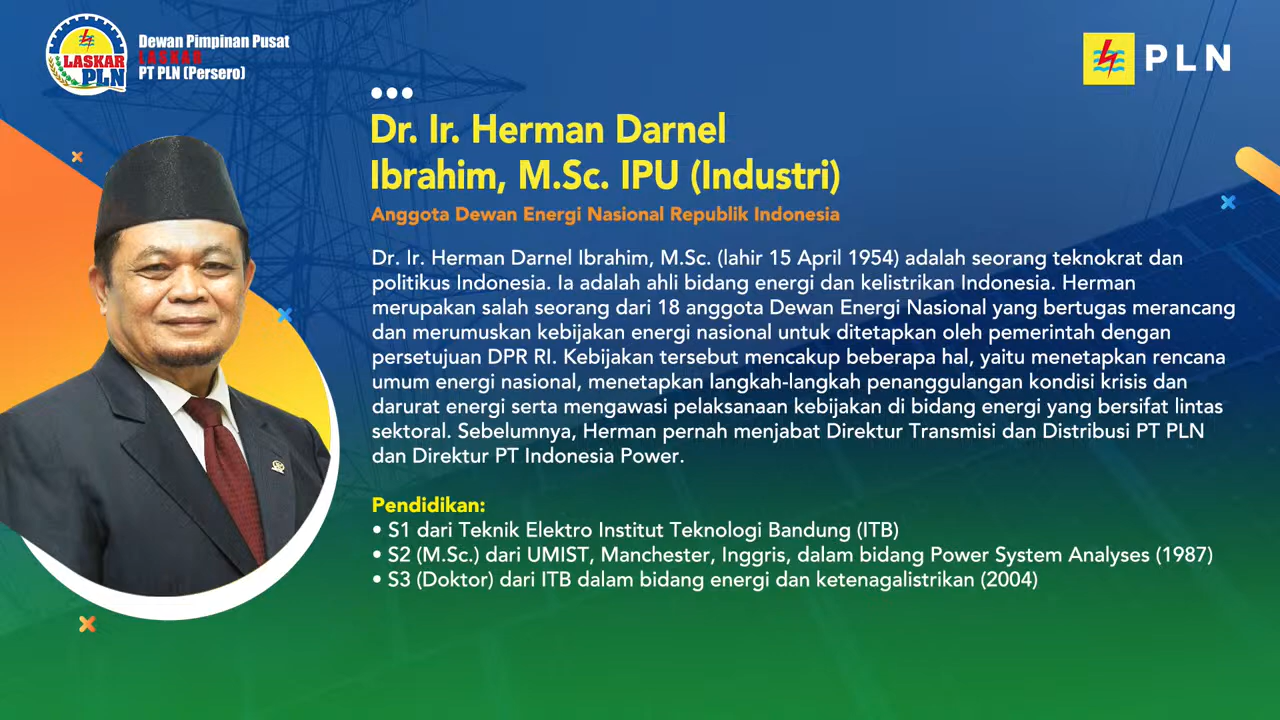 LASKAR
PLN
Dewan Pimpinan Pusat
LASKAR
PT PLN (Persero)
PLN
Dr. Ir. Herman Darnel
Ibrahim, M.Sc. IPU (Industri)
Anggota Dewan Energi Nasional Republik Indonesia
Dr. Ir. Herman Darnel Ibrahim, M.Sc. (lahir 15 April 1954) adalah seorang teknokrat dan
politikus Indonesia. Ia adalah ahli bidang energi dan kelistrikan Indonesia. Herman
merupakan salah seorang dari 18 anggota Dewan Energi Nasional yang bertugas merancang
dan merumuskan kebijakan energi nasional untuk ditetapkan oleh pemerintah dengan
persetujuan DPR RI. Kebijakan tersebut mencakup beberapa hal, yaitu menetapkan rencana
umum energi nasional, menetapkan langkah-langkah penanggulangan kondisi krisis dan
darurat energi serta mengawasi pelaksanaan kebijakan di bidang energi yang bersifat lintas
sektoral. Sebelumnya, Herman pernah menjabat Direktur Transmisi dan Distribusi PT PLN
dan Direktur PT Indonesia Power.
Pendidikan:
• S1 dari Teknik Elektro Institut Teknologi Bandung (ITB)
• S2 (M.Sc.) dari UMIST, Manchester, Inggris, dalam bidang Power System Analyses (1987)
• S3 (Doktor) dari ITB dalam bidang energi dan ketenagalistrikan (2004)